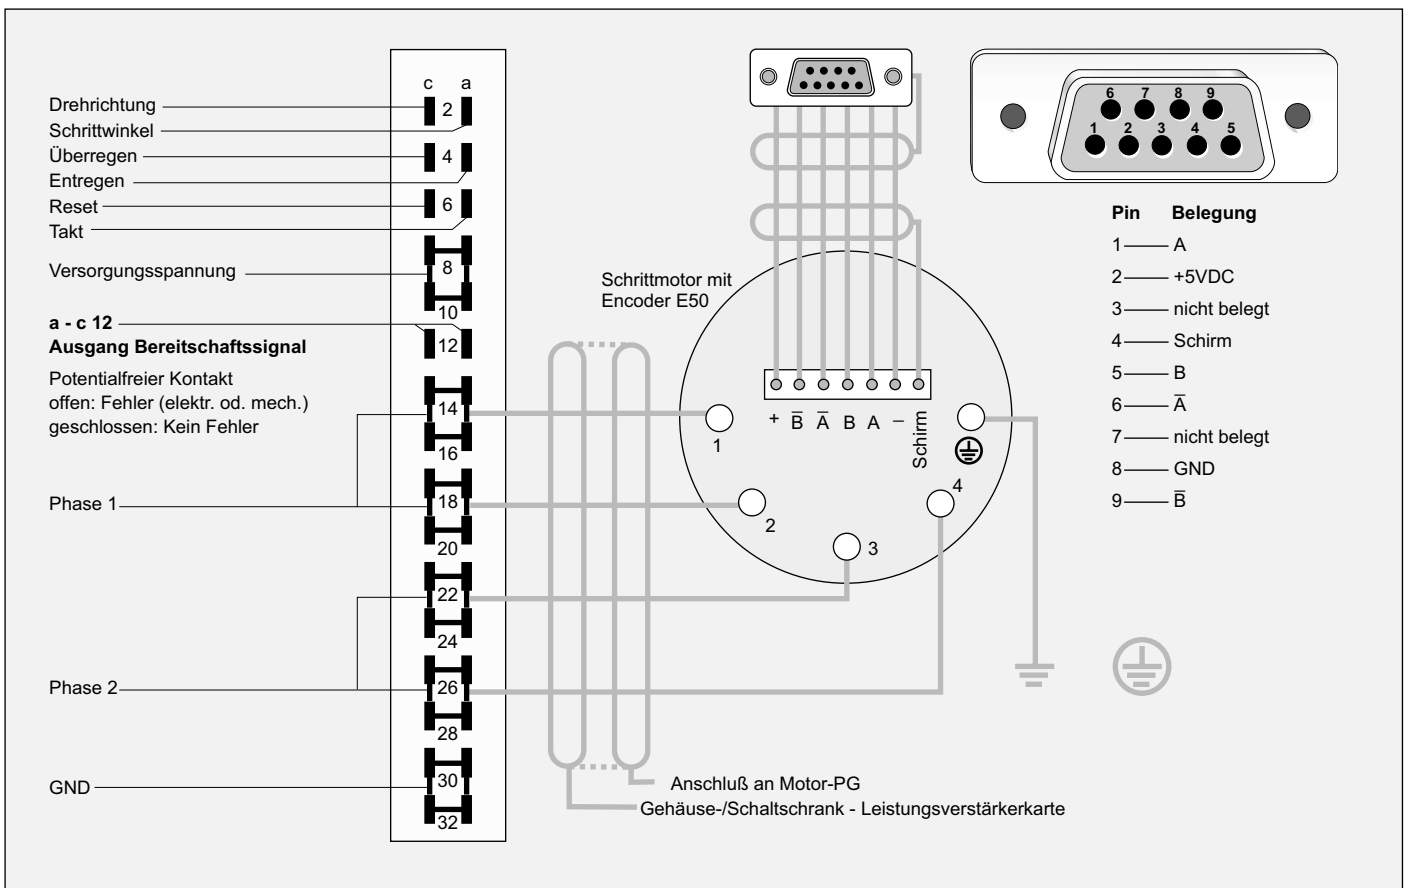 c a
Drehrichtung
2
Schrittwinkel
Überregen
4
Entregen
Reset
6
Takt
Versorgungsspannung
8
10
a - c 12
12
Ausgang Bereitschaftssignal
Potentialfreier Kontakt
offen: Fehler (elektr. od. mech.)
geschlossen: Kein Fehler
14
16
Phase 1
18
20
22
24
Phase 2
26
28
GND
30
32
Schrittmotor mit
Encoder E50
+ B̅ A̅ B A –
Schirm
1
2
3
4
Anschluß an Motor-PG
Gehäuse-/Schaltschrank - Leistungsverstärkerkarte
6 7 8 9
1 2 3 4 5
Pin Belegung
1 A
2 +5VDC
3 nicht belegt
4 Schirm
5 B
6 A̅
7 nicht belegt
8 GND
9 B̅